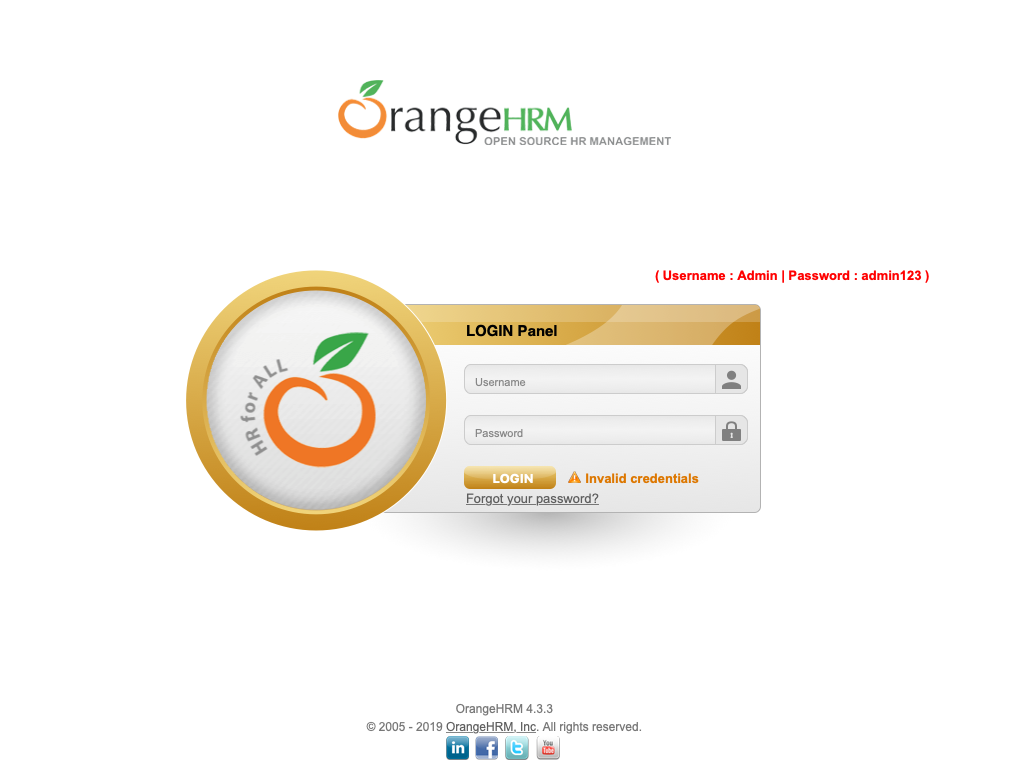 OrangeHRM
OPEN SOURCE HR MANAGEMENT
( Username : Admin | Password : admin123 )
LOGIN Panel
HR for ALL
Username
Password
LOGIN
Invalid credentials
Forgot your password?
OrangeHRM 4.3.3
© 2005 - 2019 OrangeHRM, Inc. All rights reserved.
in f t You Tube